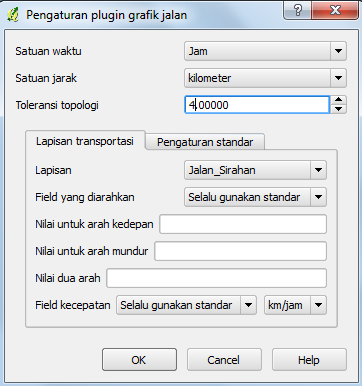 Pengaturan plugin grafik jalan
Satuan waktu Jam
Satuan jarak kilometer
Toleransi topologi 4,00000
Lapisan transportasi Pengaturan standar
Lapisan Jalan_Sirahan
Field yang diarahkan Selalu gunakan standar
Nilai untuk arah kedepan
Nilai untuk arah mundur
Nilai dua arah
Field kecepatan Selalu gunakan standar km/jam
OK Cancel Help